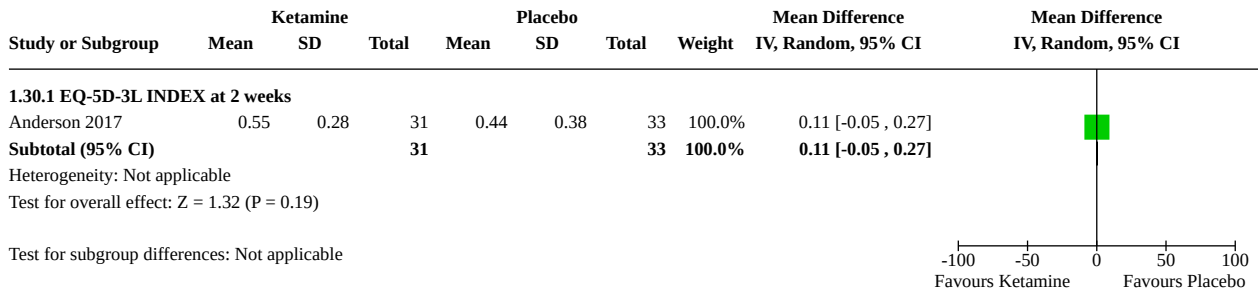 Ketamine Placebo Mean Difference Mean Difference
Study or Subgroup Mean SD Total Mean SD Total Weight IV, Random, 95% CI IV, Random, 95% CI
1.30.1 EQ-5D-3L INDEX at 2 weeks
Anderson 2017 0.55 0.28 31 0.44 0.38 33 100.0% 0.11 [-0.05 , 0.27]
Subtotal (95% CI) 31 33 100.0% 0.11 [-0.05 , 0.27]
Heterogeneity: Not applicable
Test for overall effect: Z = 1.32 (P = 0.19)
Test for subgroup differences: Not applicable
-100 -50 0 50 100
Favours Ketamine Favours Placebo